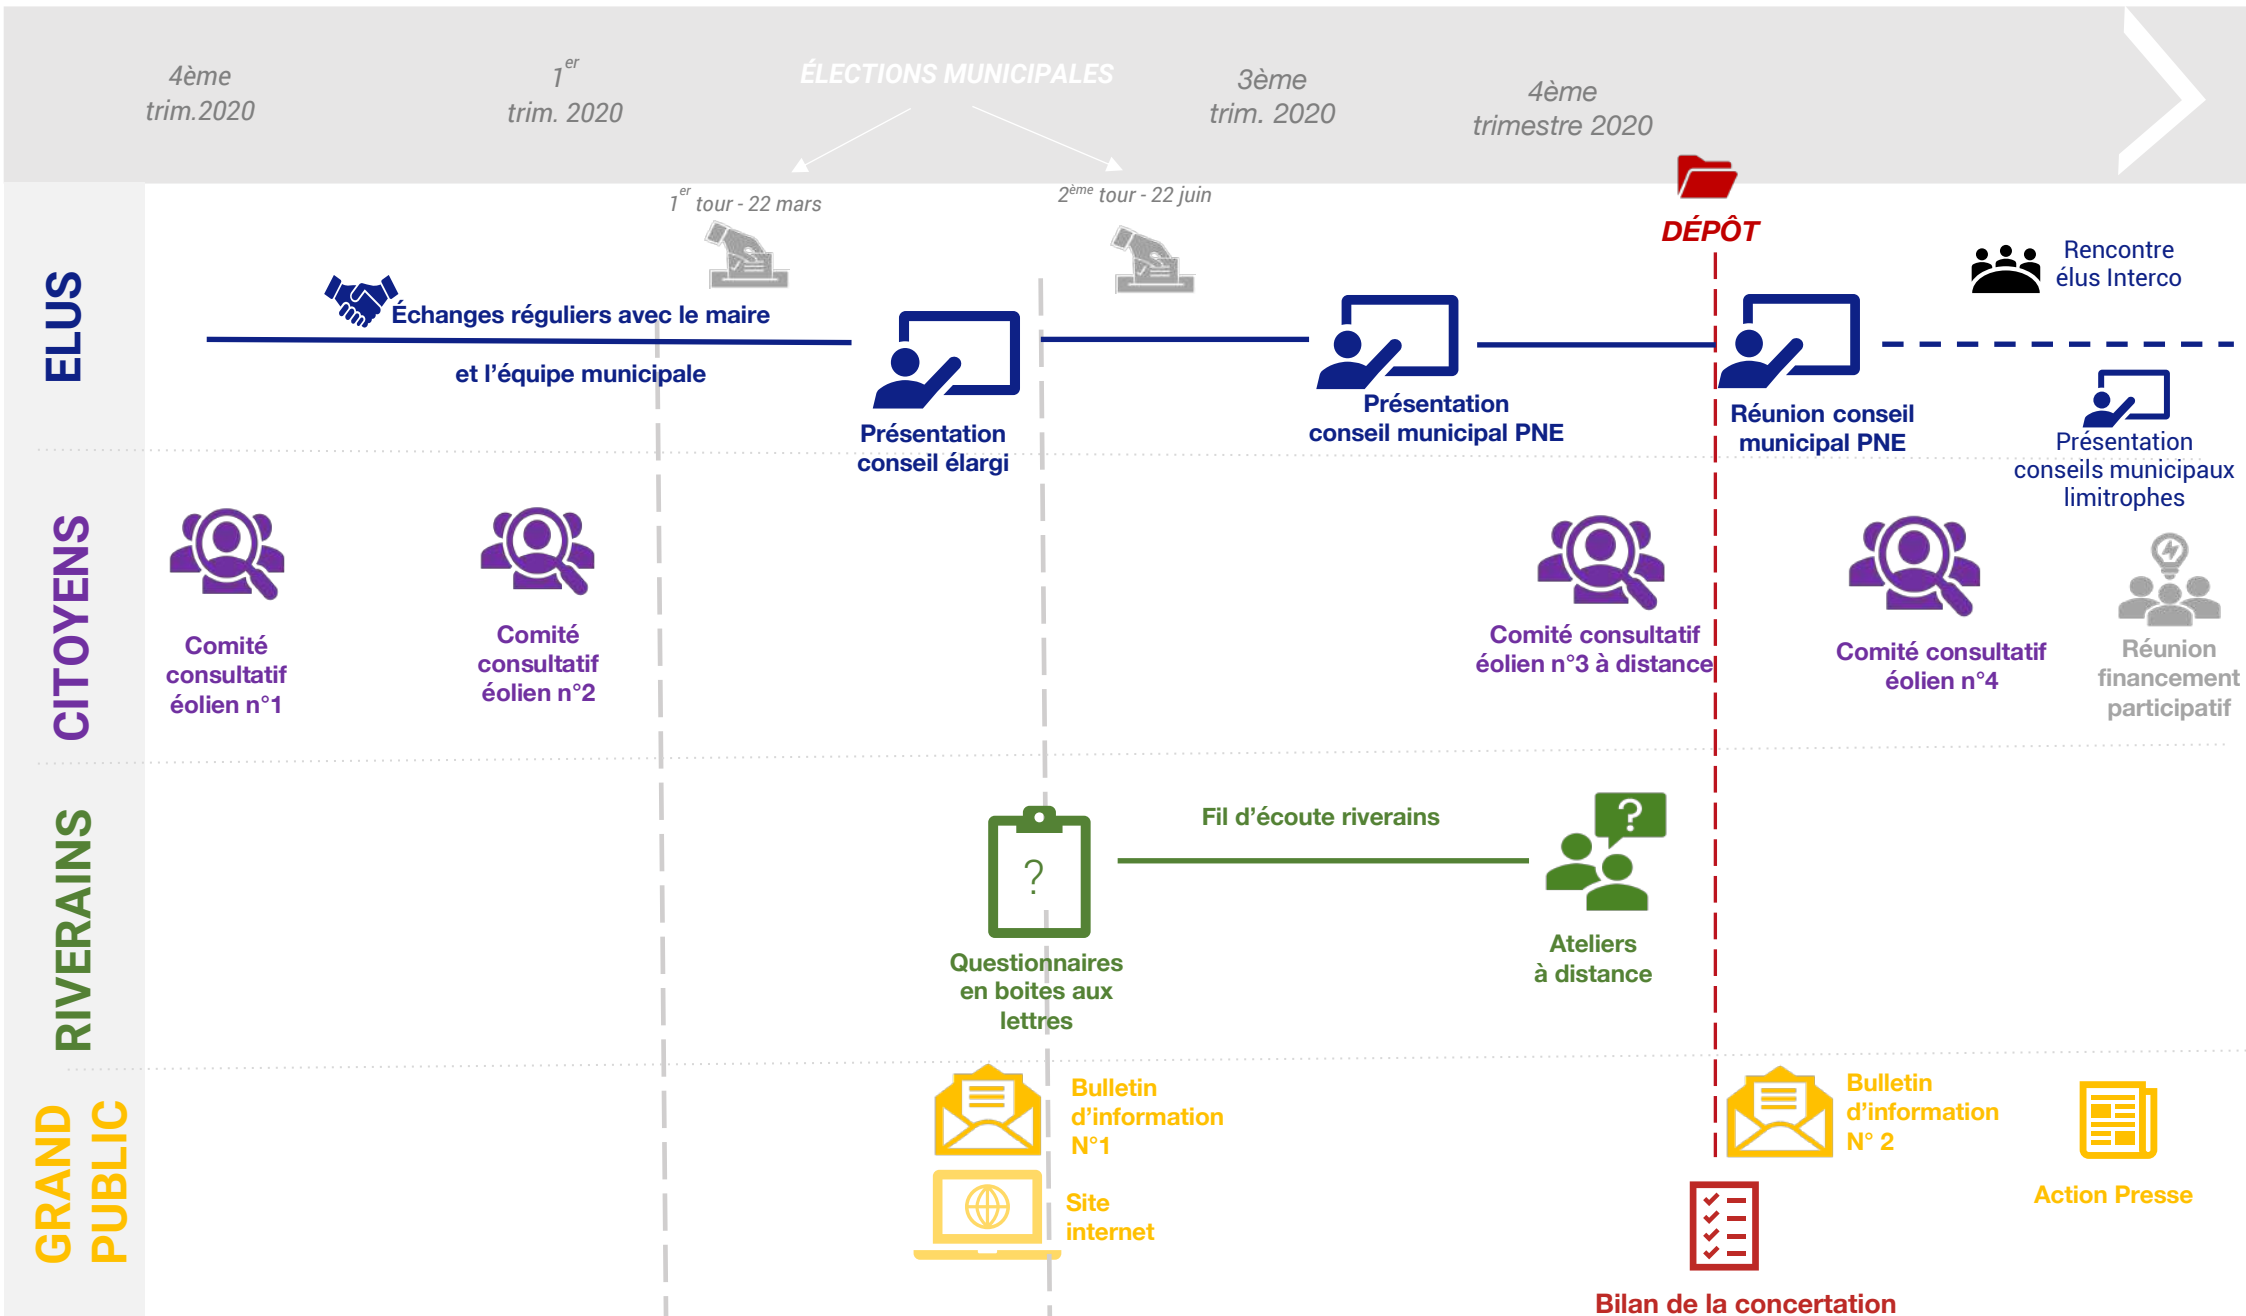 4ème
trim.2020
1er
trim. 2020
ÉLECTIONS MUNICIPALES
3ème
trim. 2020
4ème
trimestre 2020
1er tour - 22 mars
2ème tour - 22 juin
DÉPÔT
ELUS
Échanges réguliers avec le maire
et l'équipe municipale
Présentation
conseil élargi
Présentation
conseil municipal PNE
Réunion conseil
municipal PNE
Rencontre
élus Interco
Présentation
conseils municipaux
limitrophes
CITOYENS
Comité
consultatif
éolien n°1
Comité
consultatif
éolien n°2
Comité consultatif
éolien n°3 à distance
Comité consultatif
éolien n°4
Réunion
financement
participatif
RIVERAINS
?
Questionnaires
en boites aux
lettres
Fil d'écoute riverains
?
Ateliers
à distance
GRAND
PUBLIC
Bulletin
d'information
N°1
Site
internet
Bulletin
d'information
N° 2
Action Presse
Bilan de la concertation